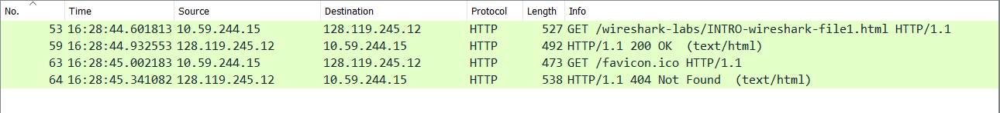 No. Time Source Destination Protocol Length Info
53 16:28:44.601813 10.59.244.15 128.119.245.12 HTTP 527 GET /wireshark-labs/INTRO-wireshark-file1.html HTTP/1.1
59 16:28:44.932553 128.119.245.12 10.59.244.15 HTTP 492 HTTP/1.1 200 OK (text/html)
63 16:28:45.002183 10.59.244.15 128.119.245.12 HTTP 473 GET /favicon.ico HTTP/1.1
64 16:28:45.341082 128.119.245.12 10.59.244.15 HTTP 538 HTTP/1.1 404 Not Found (text/html)